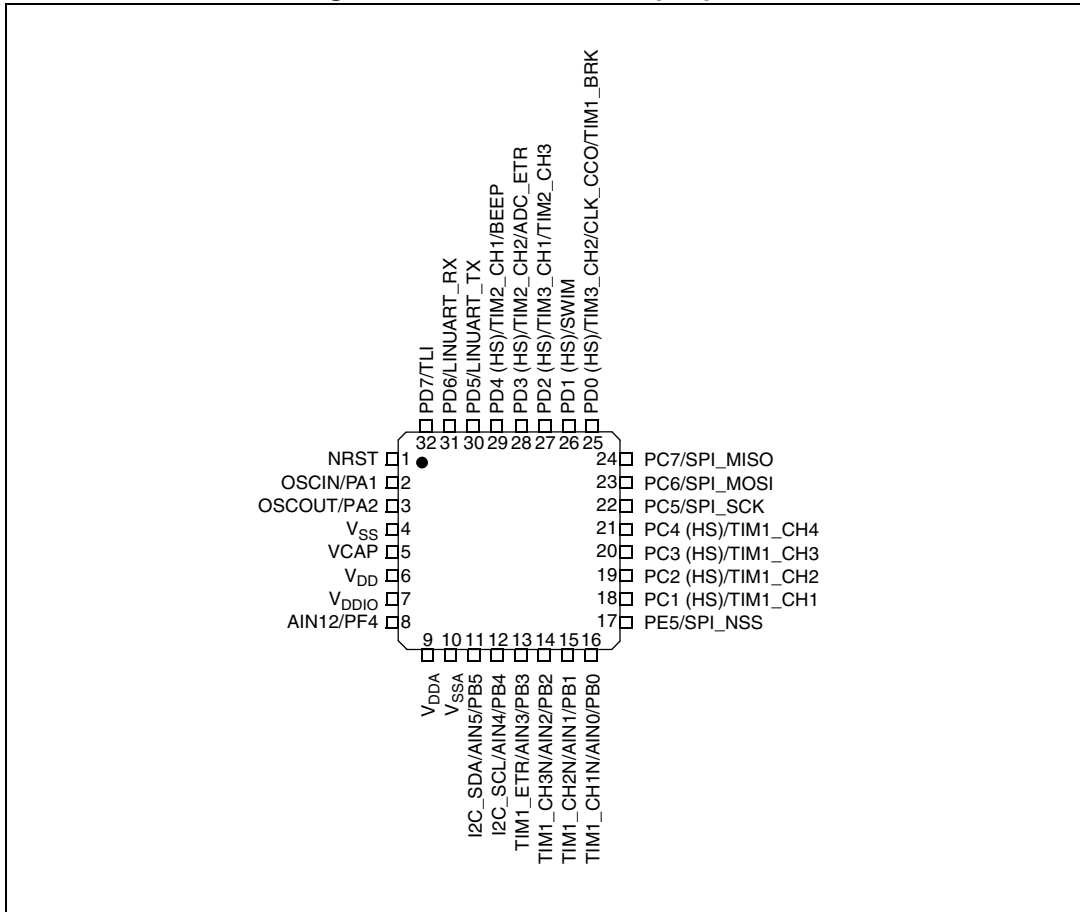 PD7/TLI
PD6/LINUART_RX
PD5/LINUART_TX
PD4 (HS)/TIM2_CH1/BEEP
PD3 (HS)/TIM2_CH2/ADC_ETR
PD2 (HS)/TIM3_CH1/TIM2_CH3
PD1 (HS)/SWIM
PD0 (HS)/TIM3_CH2/CLK_CCO/TIM1_BRK
32 31 30 29 28 27 26 25
NRST 1
OSCIN/PA1 2
OSCOUT/PA2 3
VSS 4
VCAP 5
VDD 6
VDDIO 7
AIN12/PF4 8
24 PC7/SPI_MISO
23 PC6/SPI_MOSI
22 PC5/SPI_SCK
21 PC4 (HS)/TIM1_CH4
20 PC3 (HS)/TIM1_CH3
19 PC2 (HS)/TIM1_CH2
18 PC1 (HS)/TIM1_CH1
17 PE5/SPI_NSS
9 10 11 12 13 14 15 16
VDDA
VSSA
I2C_SDA/AIN5/PB5
I2C_SCL/AIN4/PB4
TIM1_ETR/AIN3/PB3
TIM1_CH3N/AIN2/PB2
TIM1_CH2N/AIN1/PB1
TIM1_CH1N/AIN0/PB0